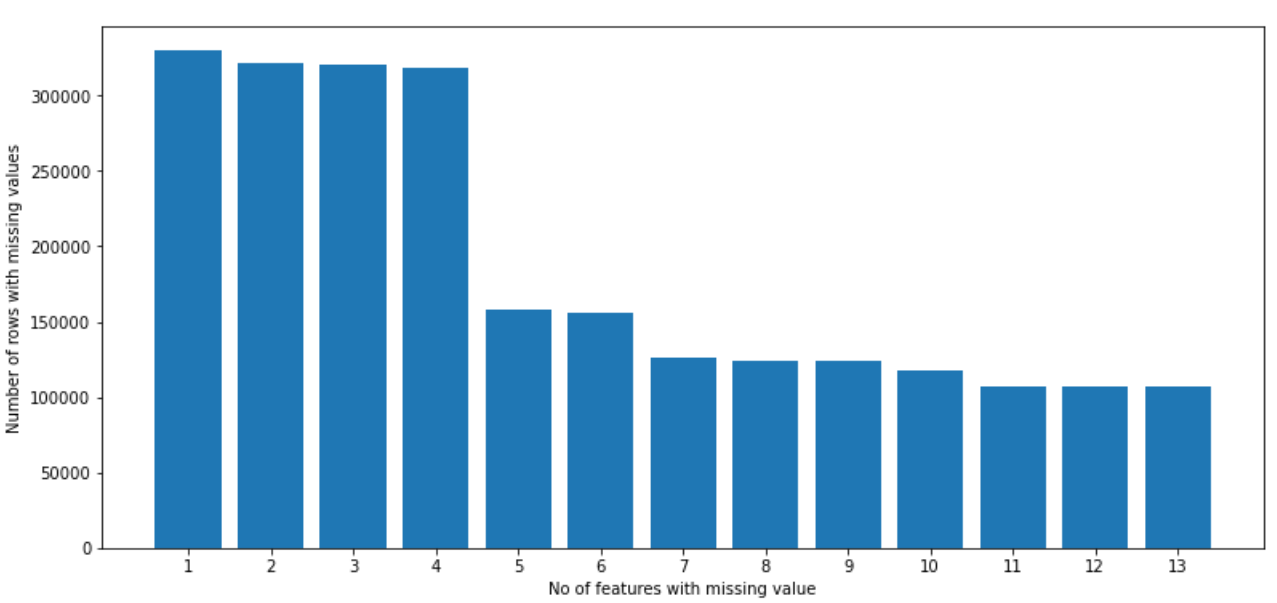 Number of rows with missing values
300000
250000
200000
150000
100000
50000
0
1 2 3 4 5 6 7 8 9 10 11 12 13
No of features with missing value